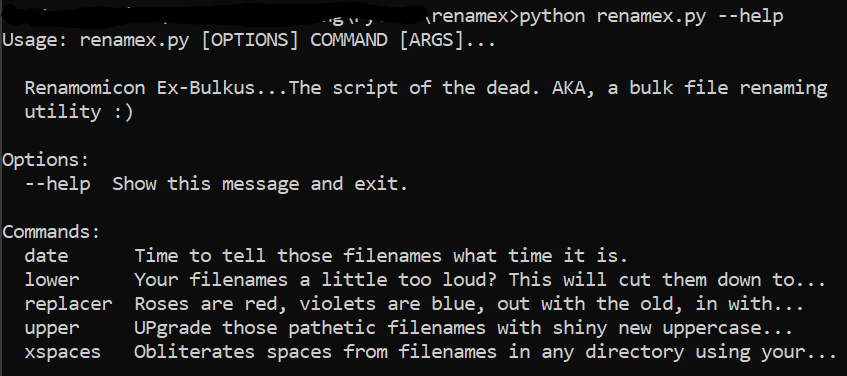 \renamex>python renamex.py --help
Usage: renamex.py [OPTIONS] COMMAND [ARGS]...
Renamomicon Ex-Bulkus...The script of the dead. AKA, a bulk file renaming
utility :)
Options:
--help  Show this message and exit.
Commands:
date      Time to tell those filenames what time it is.
lower     Your filenames a little too loud? This will cut them down to...
replacer  Roses are red, violets are blue, out with the old, in with...
upper     UPgrade those pathetic filenames with shiny new uppercase...
xspaces   Obliterates spaces from filenames in any directory using your...